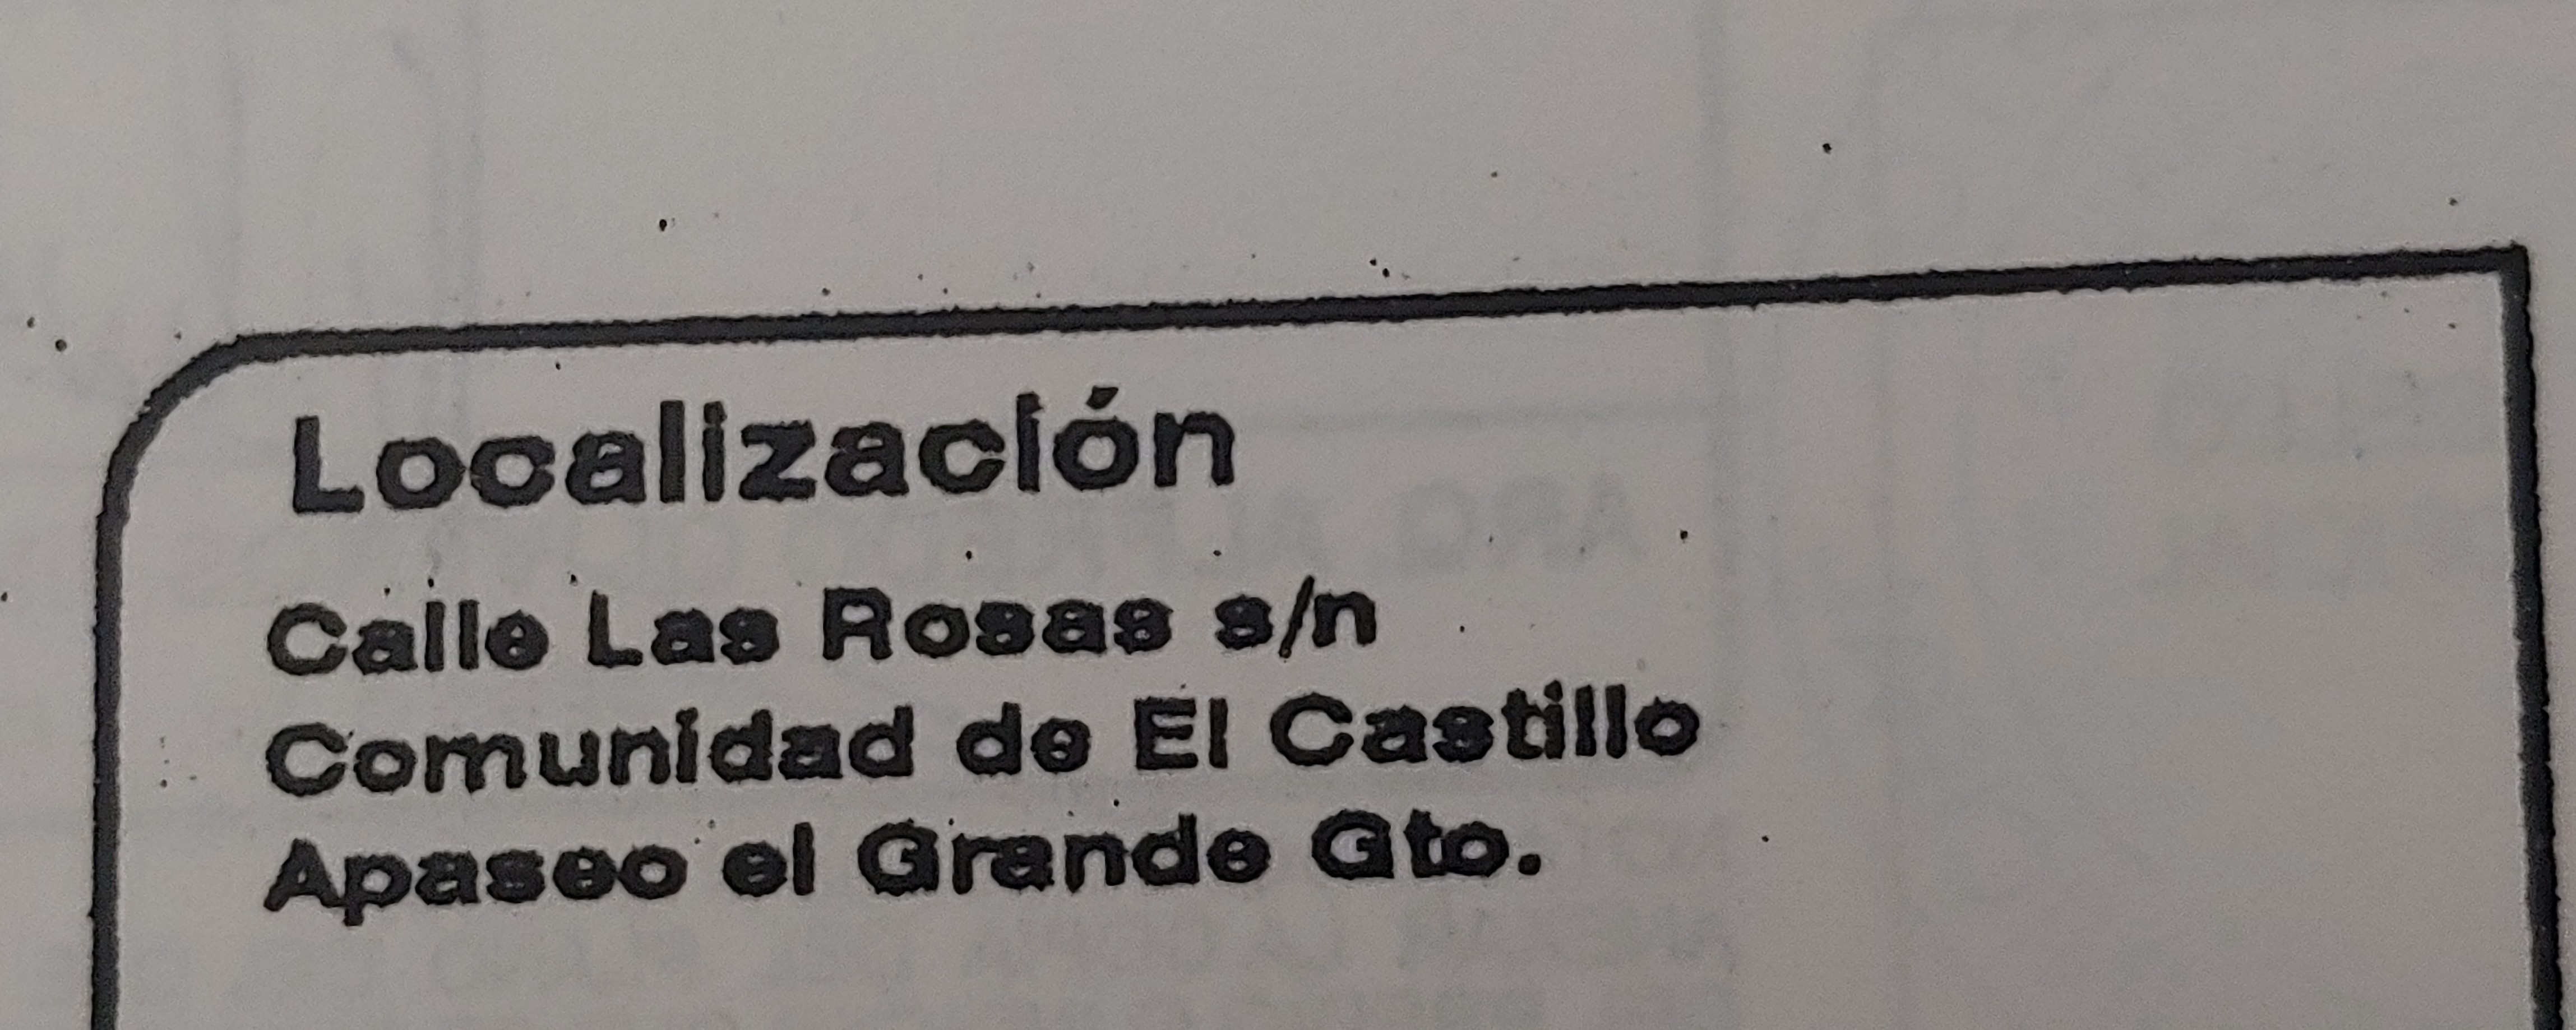 Localización
Calle Las Rosas s/n
Comunidad de El Castillo
Apaseo el Grande Gto.